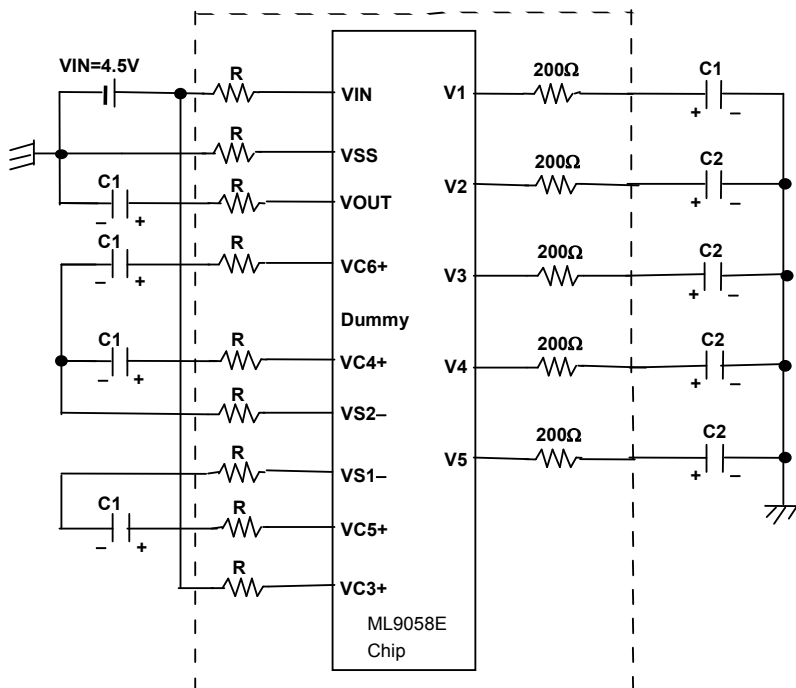 VIN=4.5V
R
VIN
V1
200Ω
C1
+ –
R
VSS
C1
– +
R
VOUT
V2
200Ω
C2
+ –
C1
– +
R
VC6+
V3
200Ω
C2
+ –
Dummy
C1
– +
R
VC4+
V4
200Ω
C2
+ –
R
VS2–
R
VS1–
V5
200Ω
C2
+ –
C1
– +
R
VC5+
R
VC3+
ML9058E
Chip